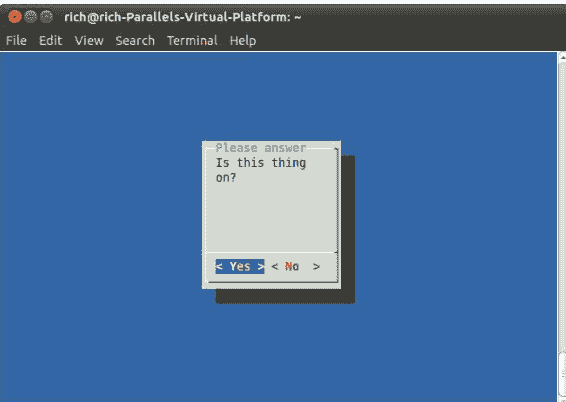 rich@rich-Parallels-Virtual-Platform: ~
File Edit View Search Terminal Help
Please answer
Is this thing
on?
< Yes > < No >